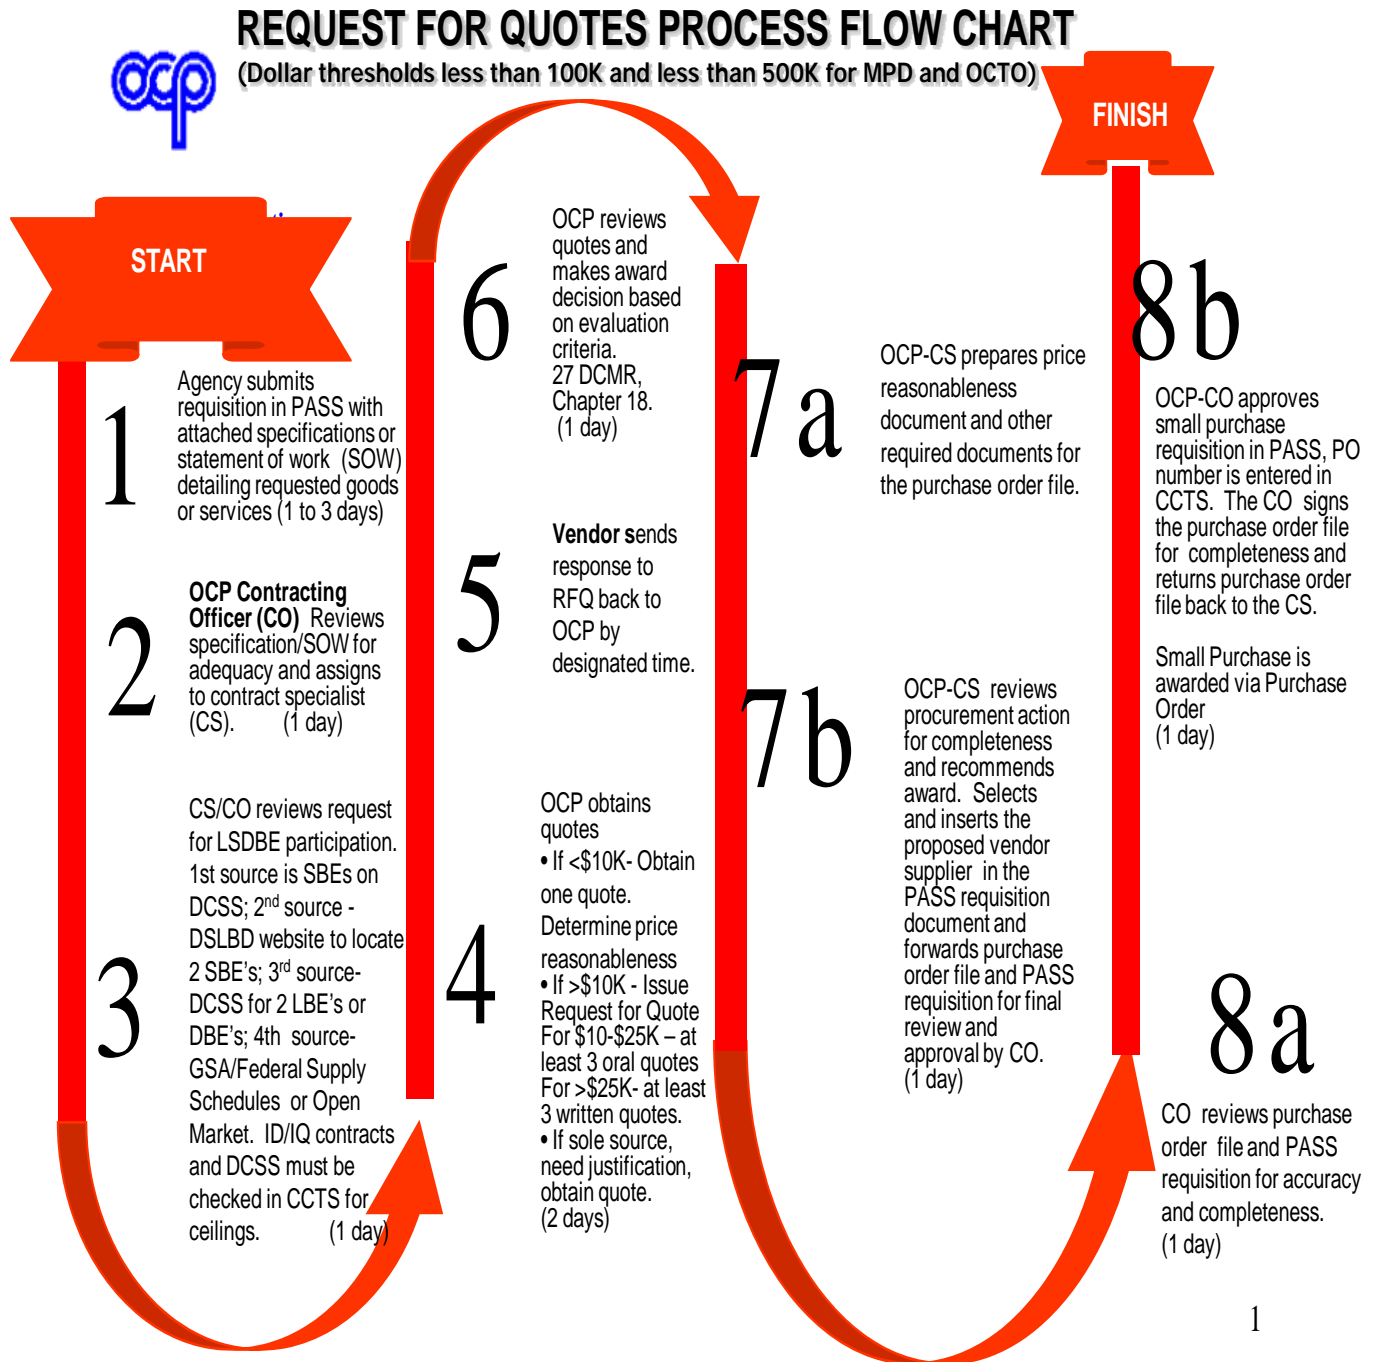 REQUEST FOR QUOTES PROCESS FLOW CHART
(Dollar thresholds less than 100K and less than 500K for MPD and OCTO)
ocp
START
1
Agency submits
requisition in PASS with
attached specifications or
statement of work (SOW)
detailing requested goods
or services (1 to 3 days)
2
OCP Contracting
Officer (CO) Reviews
specification/SOW for
adequacy and assigns
to contract specialist
(CS). (1 day)
3
CS/CO reviews request
for LSDBE participation.
1st source is SBEs on
DCSS; 2nd source -
DSLBD website to locate
2 SBE's; 3rd source-
DCSS for 2 LBE's or
DBE's; 4th source-
GSA/Federal Supply
Schedules or Open
Market. ID/IQ contracts
and DCSS must be
checked in CCTS for
ceilings. (1 day)
4
OCP obtains
quotes
• If <$10K- Obtain
one quote.
Determine price
reasonableness
• If >$10K - Issue
Request for Quote
For $10-$25K – at
least 3 oral quotes
For >$25K- at least
3 written quotes.
• If sole source,
need justification,
obtain quote.
(2 days)
5
Vendor sends
response to
RFQ back to
OCP by
designated time.
6
OCP reviews
quotes and
makes award
decision based
on evaluation
criteria.
27 DCMR,
Chapter 18.
(1 day)
7a
OCP-CS prepares price
reasonableness
document and other
required documents for
the purchase order file.
7b
OCP-CS reviews
procurement action
for completeness
and recommends
award. Selects
and inserts the
proposed vendor
supplier in the
PASS requisition
document and
forwards purchase
order file and PASS
requisition for final
review and
approval by CO.
(1 day)
8a
CO reviews purchase
order file and PASS
requisition for accuracy
and completeness.
(1 day)
8b
OCP-CO approves
small purchase
requisition in PASS, PO
number is entered in
CCTS. The CO signs
the purchase order file
for completeness and
returns purchase order
file back to the CS.
Small Purchase is
awarded via Purchase
Order
(1 day)
FINISH
1